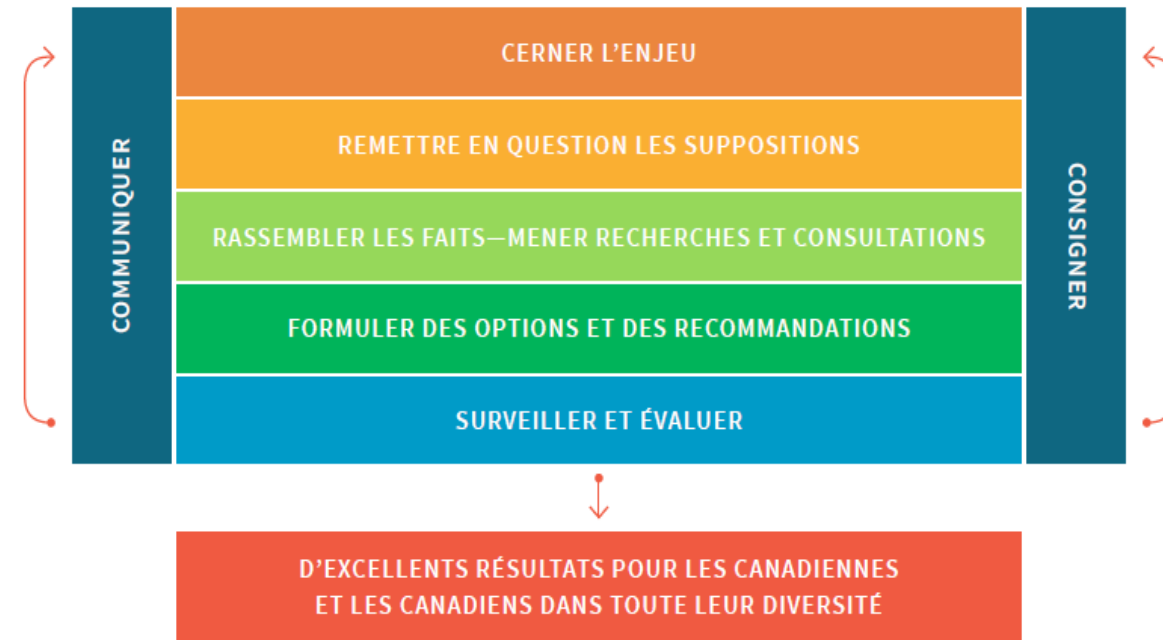 COMMUNIQUER
CERNER L'ENJEU
REMETTRE EN QUESTION LES SUPPOSITIONS
RASSEMBLER LES FAITS—MENER RECHERCHES ET CONSULTATIONS
FORMULER DES OPTIONS ET DES RECOMMANDATIONS
SURVEILLER ET ÉVALUER
CONSIGNER
D'EXCELLENTS RÉSULTATS POUR LES CANADIENNES
ET LES CANADIENS DANS TOUTE LEUR DIVERSITÉ